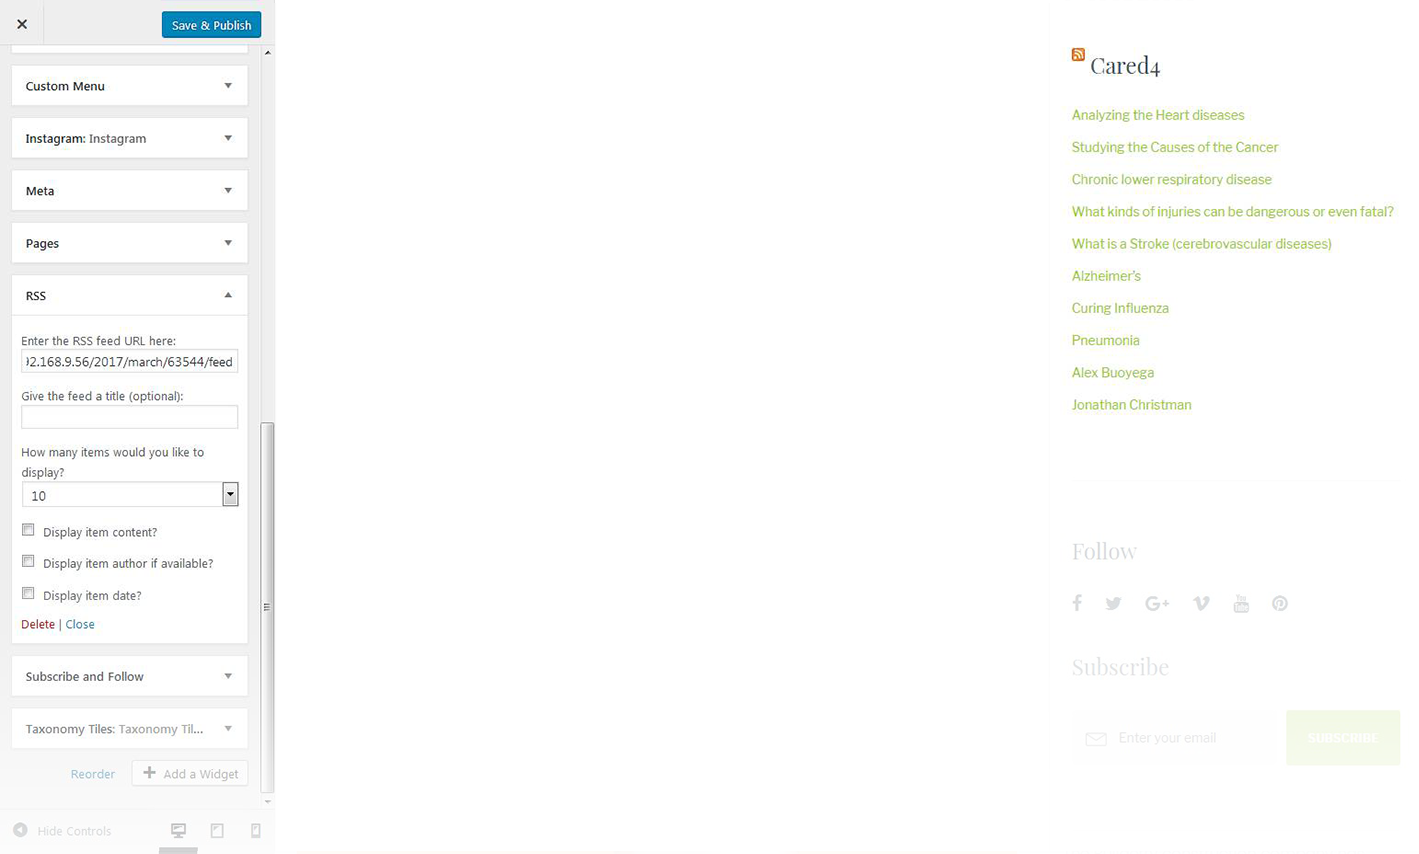 Save & Publish
Custom Menu
Instagram: Instagram
Meta
Pages
RSS
Enter the RSS feed URL here:
92.168.9.56/2017/march/63544/feed
Give the feed a title (optional):
How many items would you like to
display?
10
Display item content?
Display item author if available?
Display item date?
Delete | Close
Subscribe and Follow
Taxonomy Tiles: Taxonomy Til...
Reorder
Add a Widget
Hide Controls
Cared4
Analyzing the Heart diseases
Studying the Causes of the Cancer
Chronic lower respiratory disease
What kinds of injuries can be dangerous or even fatal?
What is a Stroke (cerebrovascular diseases)
Alzheimer's
Curing Influenza
Pneumonia
Alex Buoyega
Jonathan Christman
Follow
Subscribe
Enter your email
SUBSCRIBE